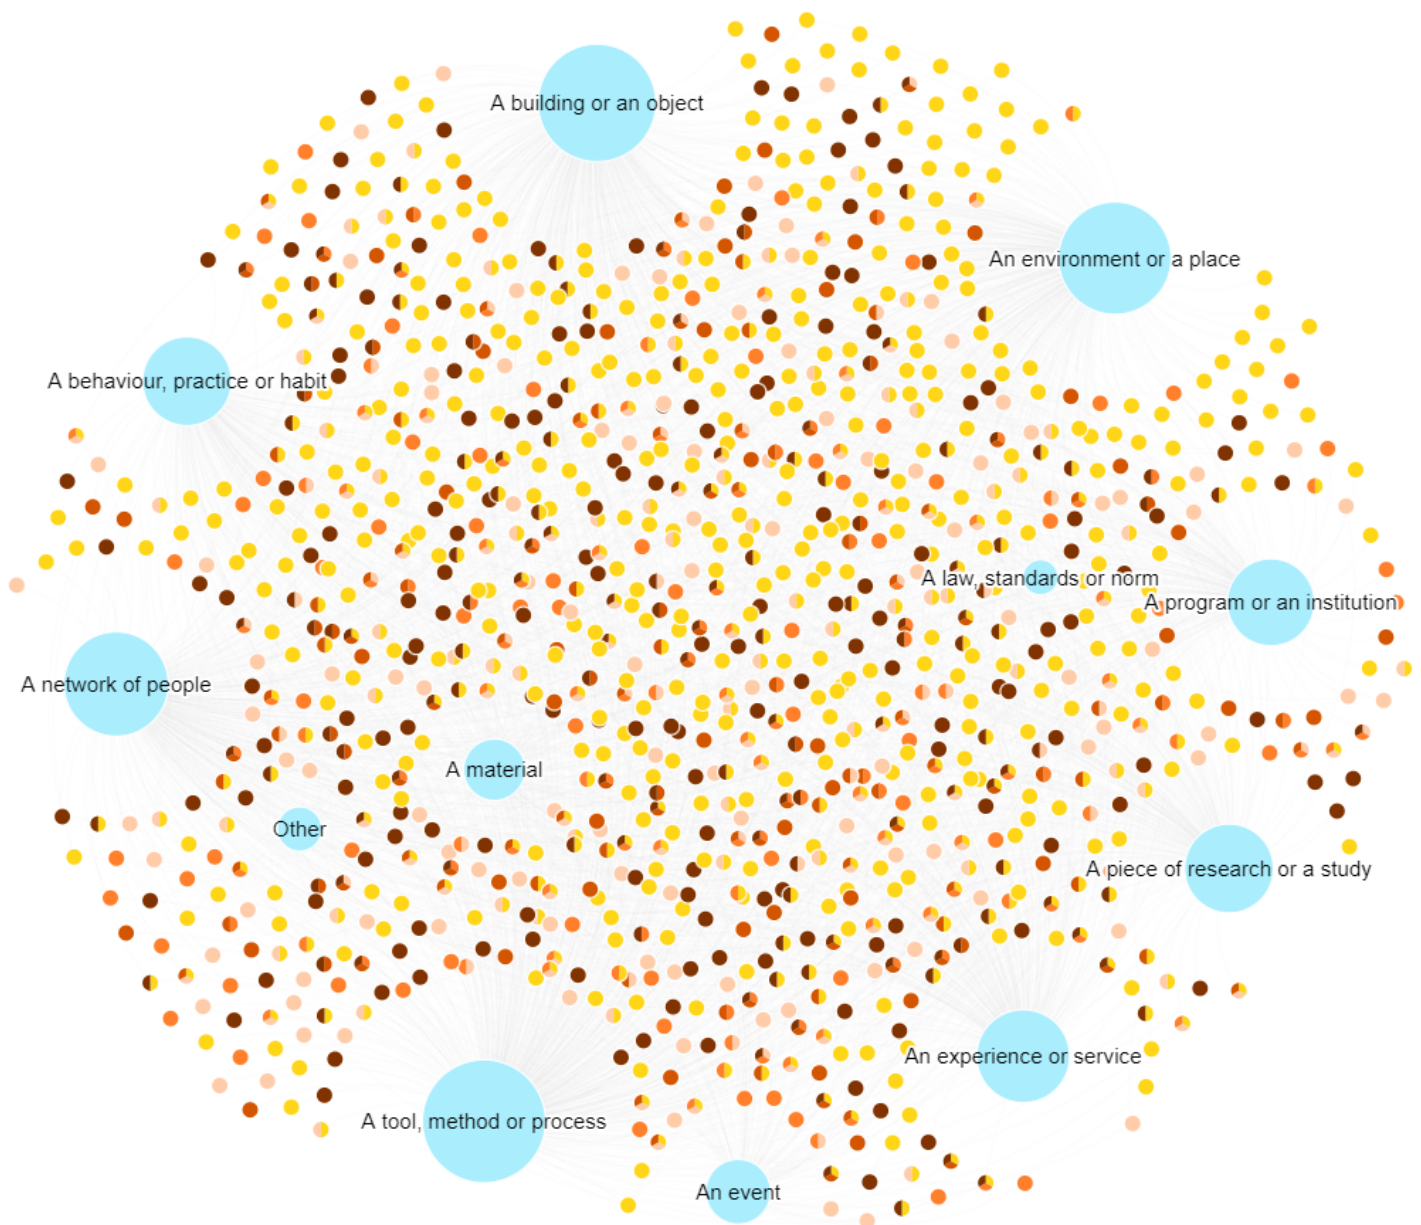 A building or an object
An environment or a place
A behaviour, practice or habit
A law, standards or norm
A program or an institution
A network of people
A material
Other
A piece of research or a study
An experience or service
A tool, method or process
An event